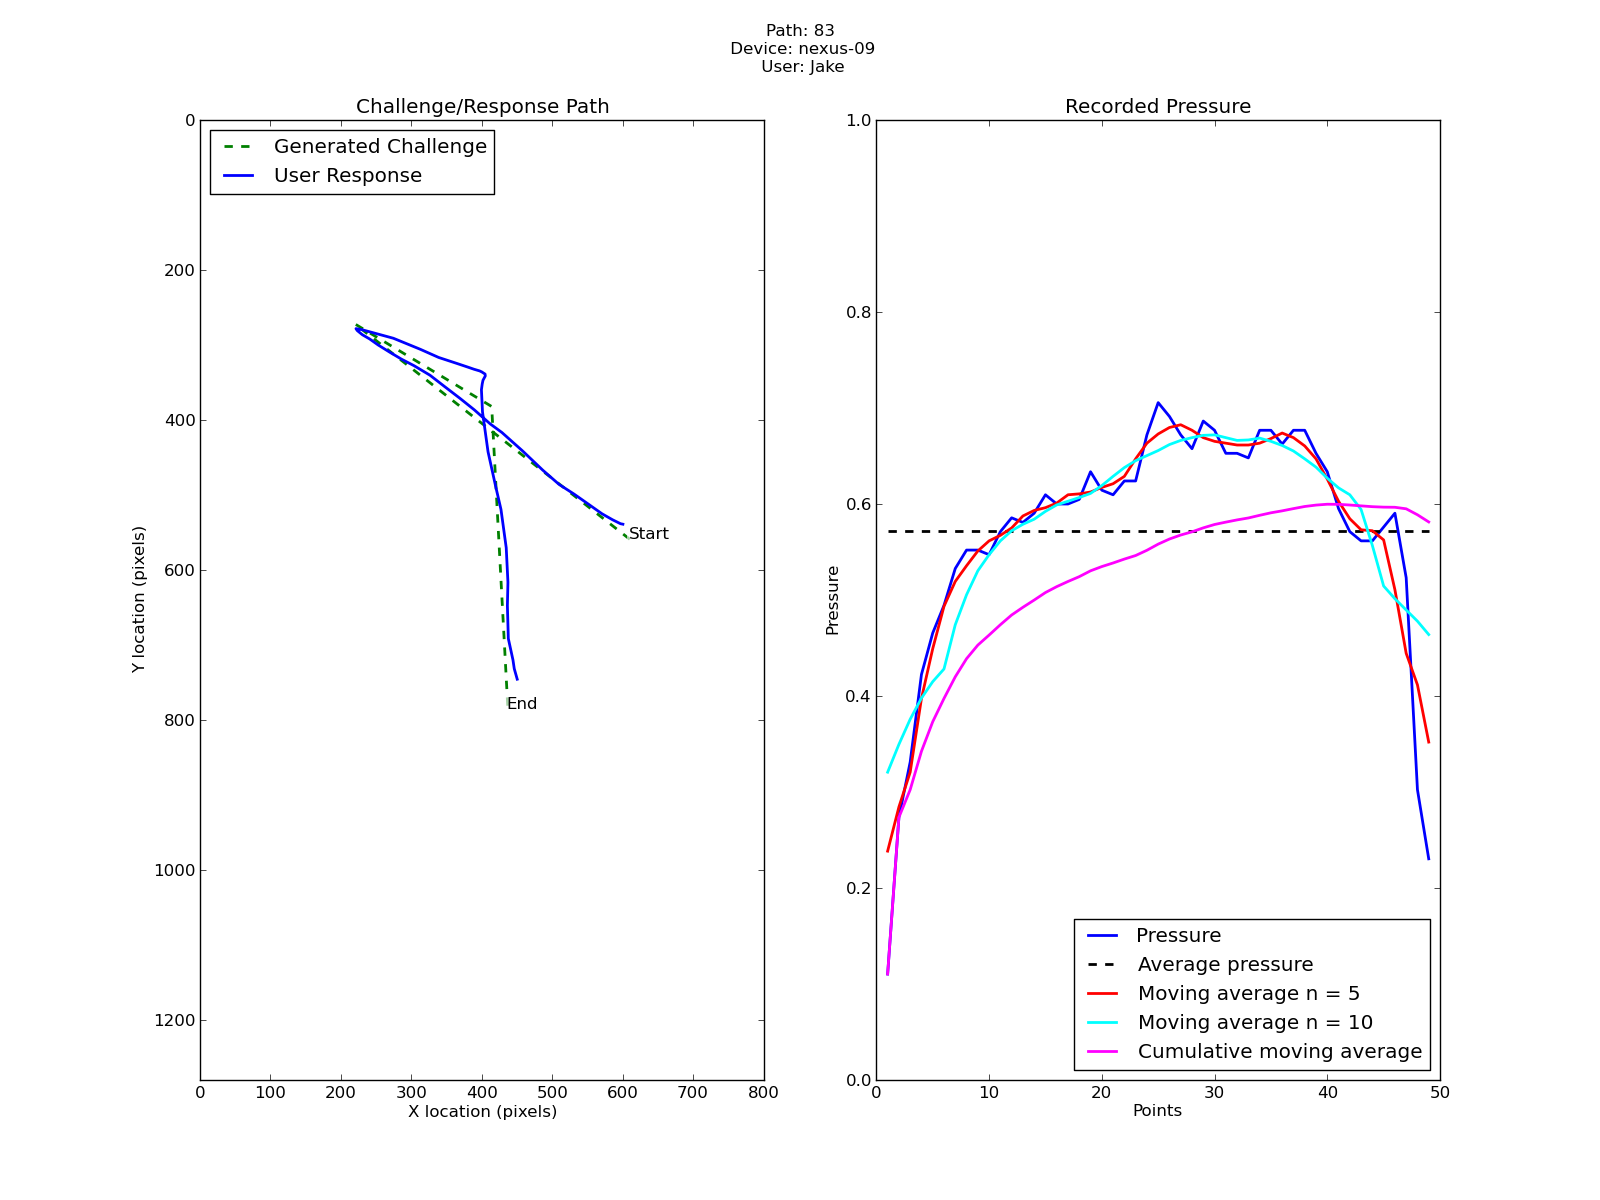 Path: 83
Device: nexus-09
User: Jake
Challenge/Response Path
Generated Challenge
User Response
0
200
400
600
800
1000
1200
Y location (pixels)
Start
End
0 100 200 300 400 500 600 700 800
X location (pixels)
Recorded Pressure
1.0
0.8
0.6
0.4
0.2
0.0
Pressure
Pressure
Average pressure
Moving average n = 5
Moving average n = 10
Cumulative moving average
0 10 20 30 40 50
Points